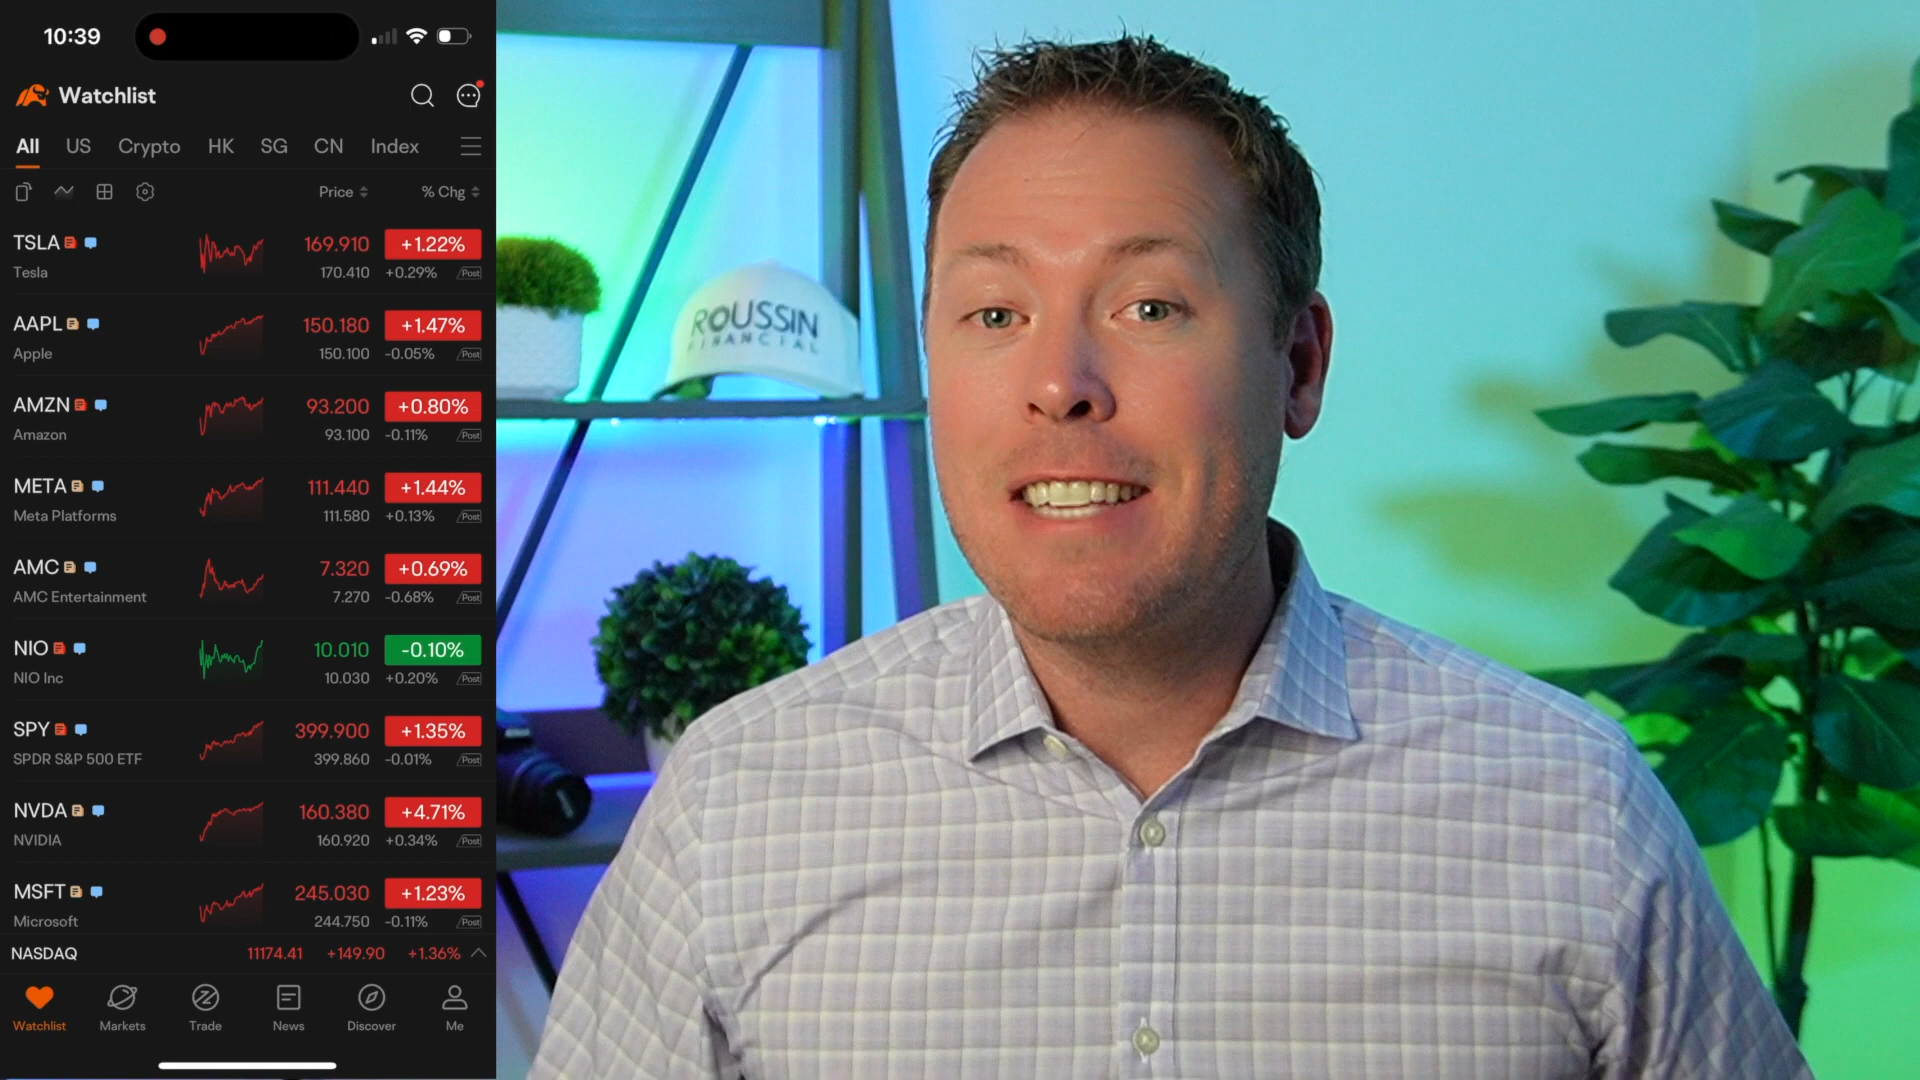 10:39
Watchlist
All US Crypto HK SG CN Index
Price % Chg
TSLA 169.910 +1.22%
Tesla 170.410 +0.29% Post
AAPL 150.180 +1.47%
Apple 150.100 -0.05% Post
AMZN 93.200 +0.80%
Amazon 93.100 -0.11% Post
META 111.440 +1.44%
Meta Platforms 111.580 +0.13% Post
AMC 7.320 +0.69%
AMC Entertainment 7.270 -0.68% Post
NIO 10.010 -0.10%
NIO Inc 10.030 +0.20% Post
SPY 399.900 +1.35%
SPDR S&P 500 ETF 399.860 -0.01% Post
NVDA 160.380 +4.71%
NVIDIA 160.920 +0.34% Post
MSFT 245.030 +1.23%
Microsoft 244.750 -0.11% Post
NASDAQ 11174.41 +149.90 +1.36%
Watchlist Markets Trade News Discover Me
ROUSSIN
FINANCIAL